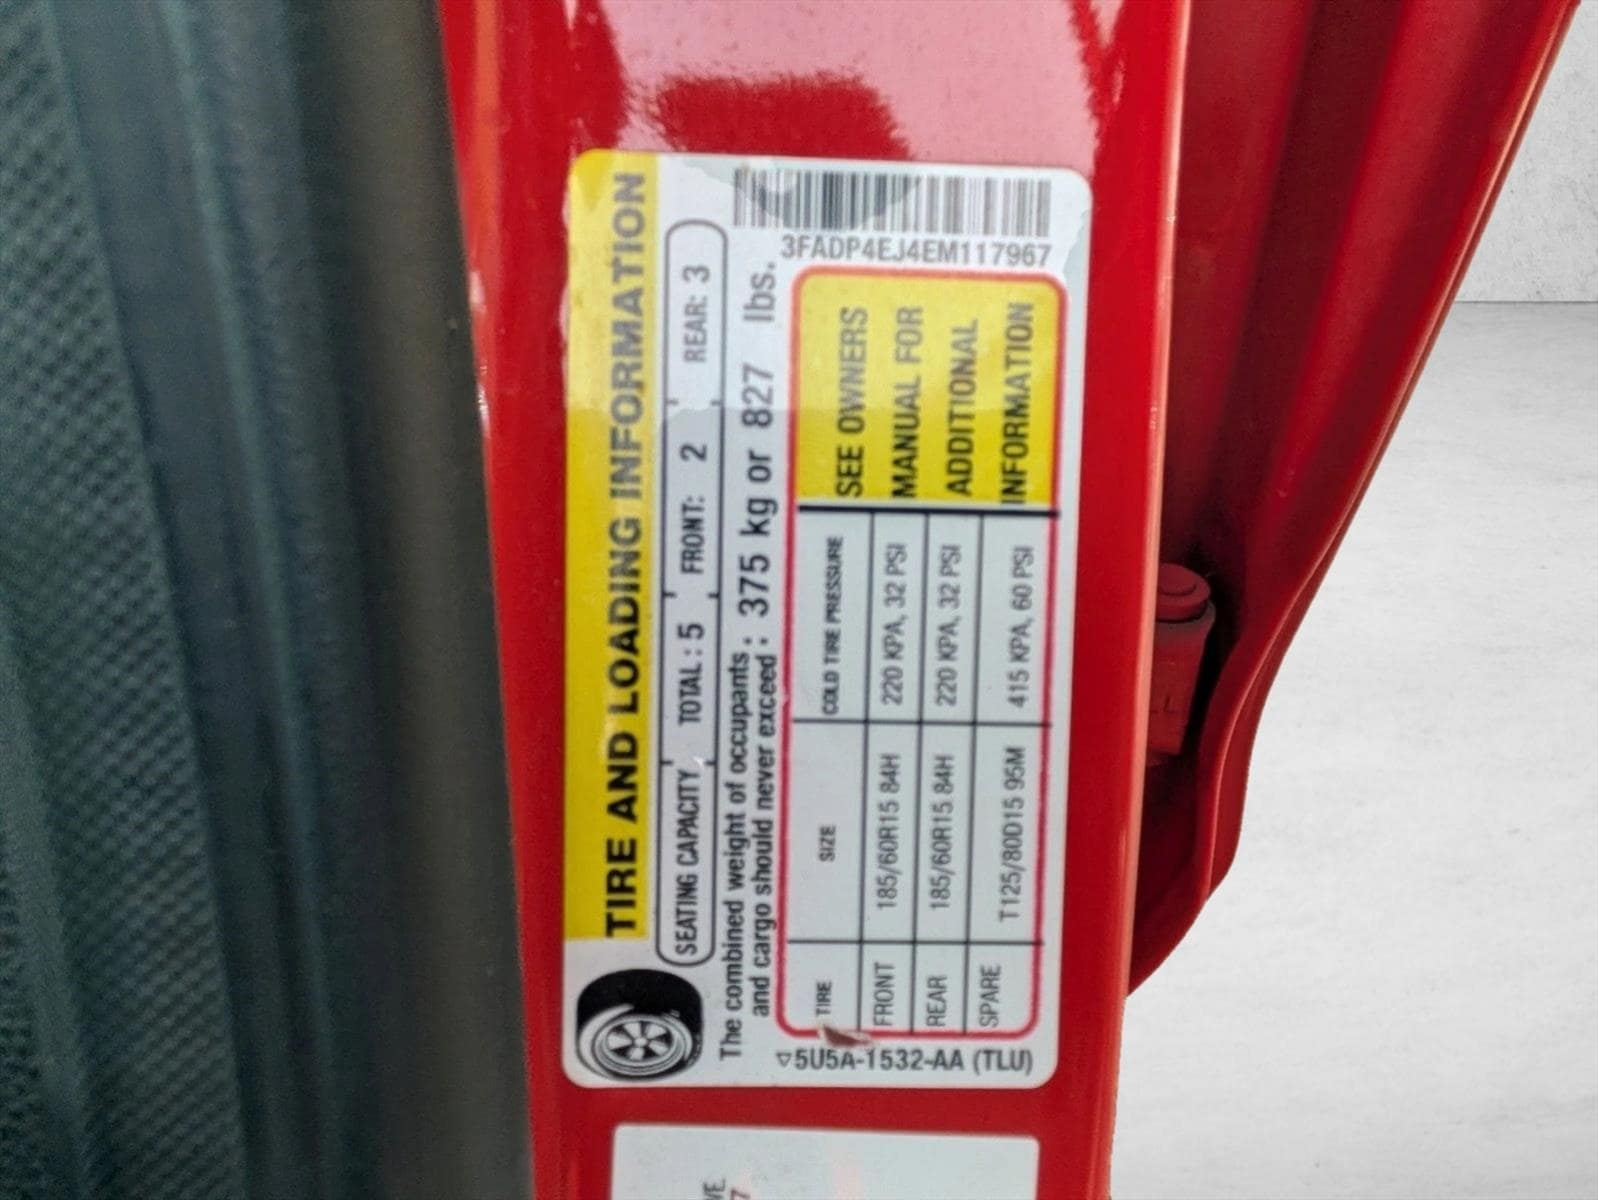 TIRE AND LOADING INFORMATION
SEATING CAPACITY TOTAL : 5 FRONT: 2 REAR: 3
The combined weight of occupants
and cargo should never exceed : 375 kg or 827 lbs.
3FADP4EJ4EM117967
TIRE SIZE COLD TIRE PRESSURE
FRONT 185/60R15 84H 220 KPA, 32 PSI
REAR 185/60R15 84H 220 KPA, 32 PSI
SPARE T125/80D15 95M 415 KPA, 60 PSI
SEE OWNERS
MANUAL FOR
ADDITIONAL
INFORMATION
5U5A-1532-AA (TLU)
VE
7